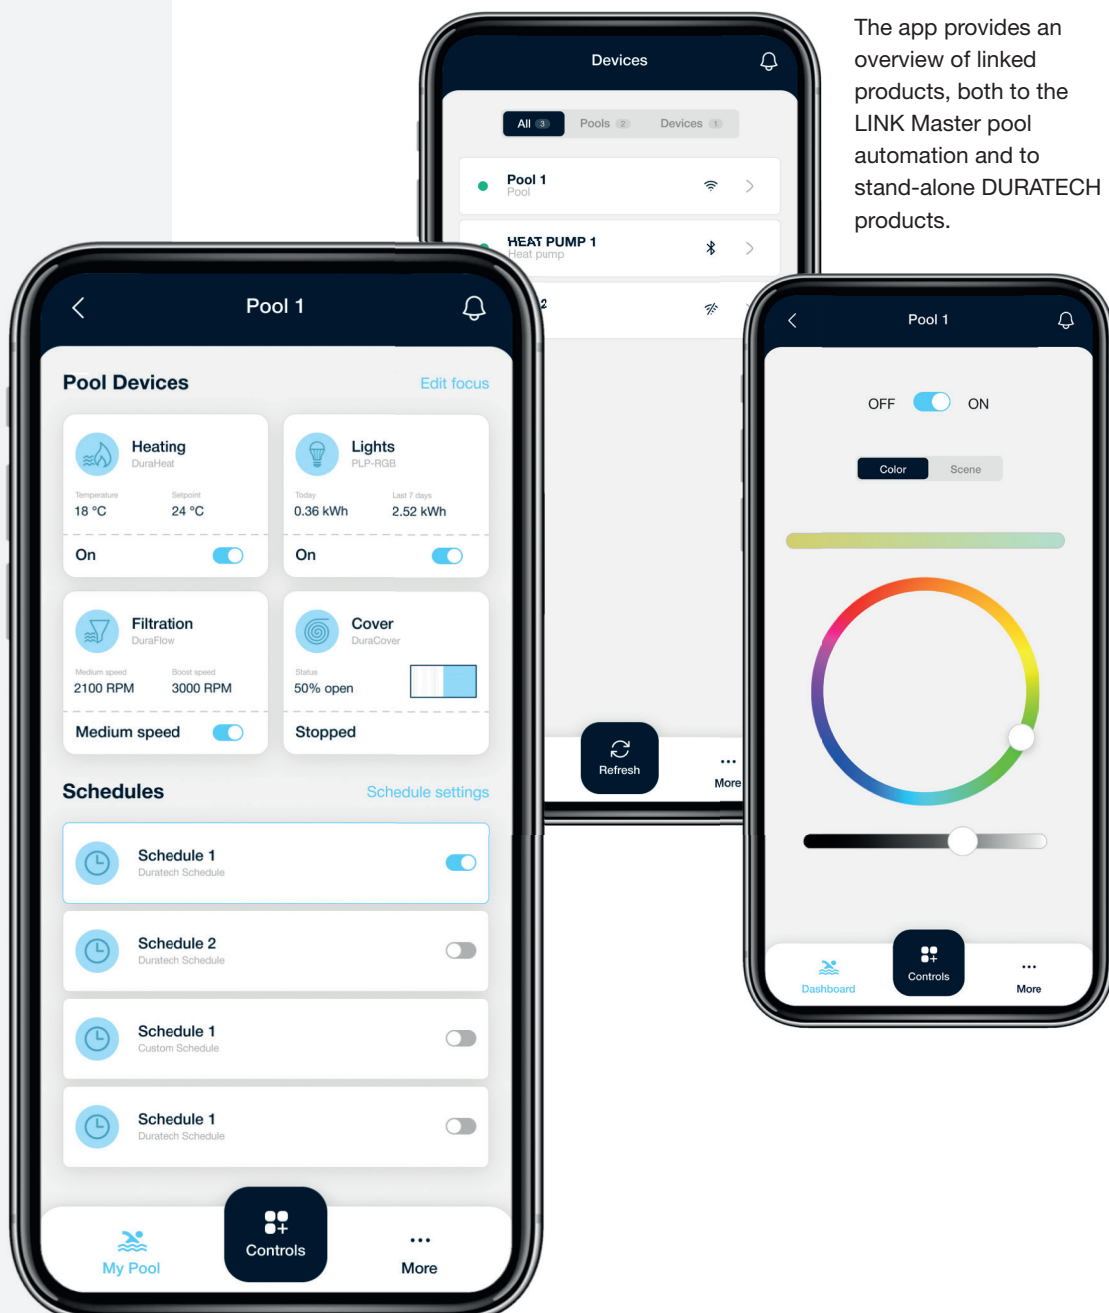 The app provides an
overview of linked
products, both to the
LINK Master pool
automation and to
stand-alone DURATECH
products.
Devices
All 3
Pools 2
Devices 1
Pool 1
Pool
HEAT PUMP 1
Heat pump
2
Refresh
More
Pool 1
Pool Devices
Edit focus
Heating
DuraHeat
Temperature
Setpoint
18 °C
24 °C
On
Lights
PLP-RGB
Today
Last 7 days
0.36 kWh
2.52 kWh
On
Filtration
DuraFlow
Medium speed
Boost speed
2100 RPM
3000 RPM
Medium speed
Cover
DuraCover
Status
50% open
Stopped
Schedules
Schedule settings
Schedule 1
Duratech Schedule
Schedule 2
Duratech Schedule
Schedule 1
Custom Schedule
Schedule 1
Duratech Schedule
My Pool
Controls
More
Pool 1
OFF
ON
Color
Scene
Dashboard
Controls
More